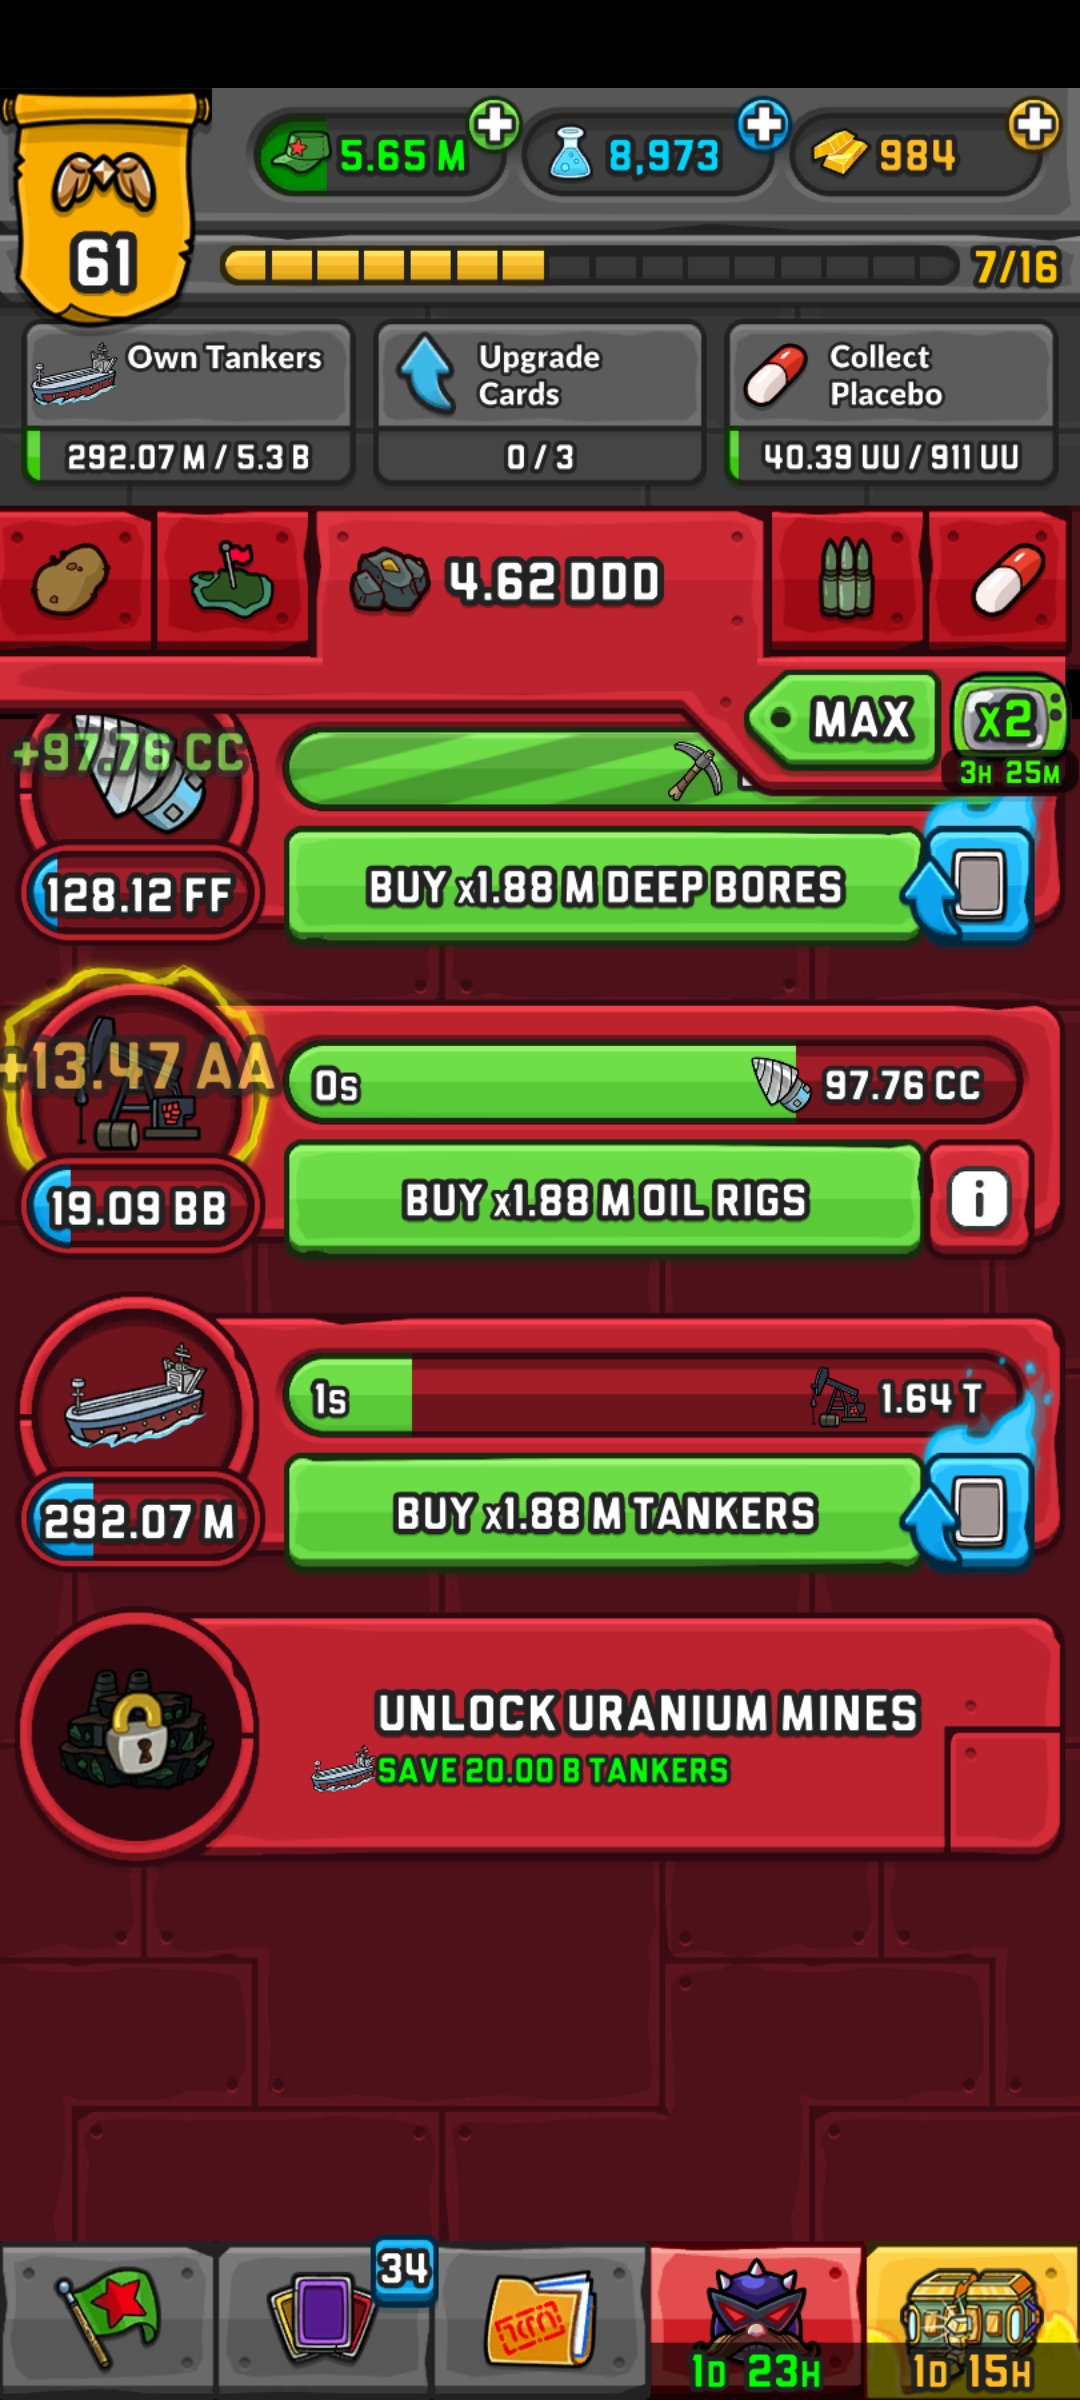 5.65 M
8,973
984
61
7/16
Own Tankers
292.07 M / 5.3 B
Upgrade
Cards
0 / 3
Collect
Placebo
40.39 UU / 911 UU
4.62 DDD
MAX
x2
3H 25M
+97.76 CC
128.12 FF
BUY x1.88 M DEEP BORES
+13.47 AA
0s
97.76 CC
19.09 BB
BUY x1.88 M OIL RIGS
i
1s
1.64 T
292.07 M
BUY x1.88 M TANKERS
UNLOCK URANIUM MINES
SAVE 20.00 B TANKERS
34
1D 23H
1D 15H